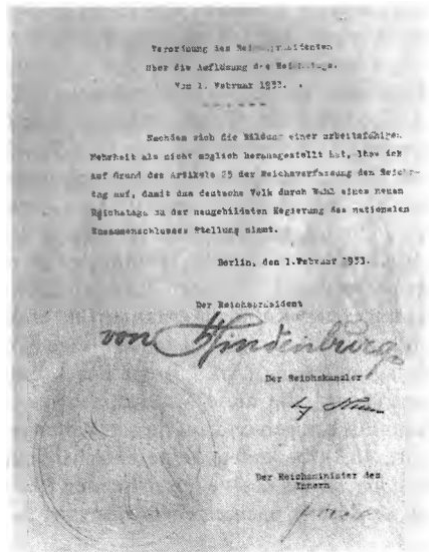 Verordnung des Reichspräsidenten
über die Auflösung des Reichstags.
Vom 1. Februar 1933.
Nachdem sich die Bildung einer arbeitsfähigen
Mehrheit als nicht möglich herausgestellt hat, löse ich
auf Grund des Artikels 25 der Reichsverfassung den Reichs-
tag auf, damit das deutsche Volk durch Wahl eines neuen
Reichstags zu der neugebildeten Regierung des nationalen
Zusammenschlusses Stellung nimmt.
Berlin, den 1. Februar 1933.
Der Reichspräsident
von Hindenburg
Der Reichskanzler
Der Reichsminister des
Innern